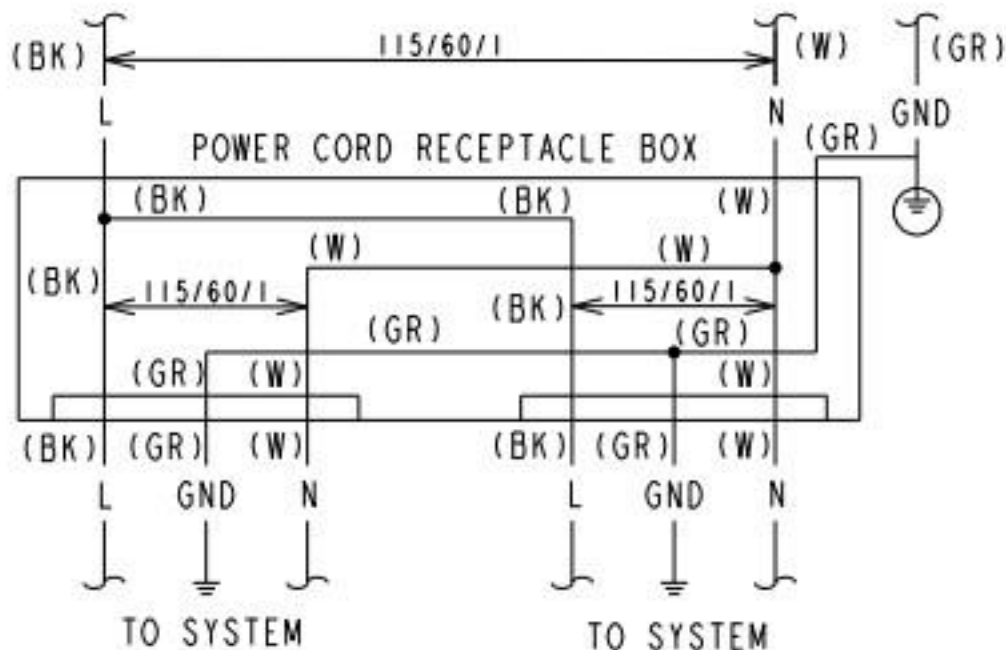 (BK) 115/60/1 (W) (GR)
L N GND
POWER CORD RECEPTACLE BOX (GR)
(BK) (BK) (W)
(W) (W)
(BK) 115/60/1 (BK) 115/60/1
(GR) (GR)
(GR) (W) (W)
(BK) (GR) (W) (BK) (GR) (W)
L GND N L GND N
TO SYSTEM TO SYSTEM